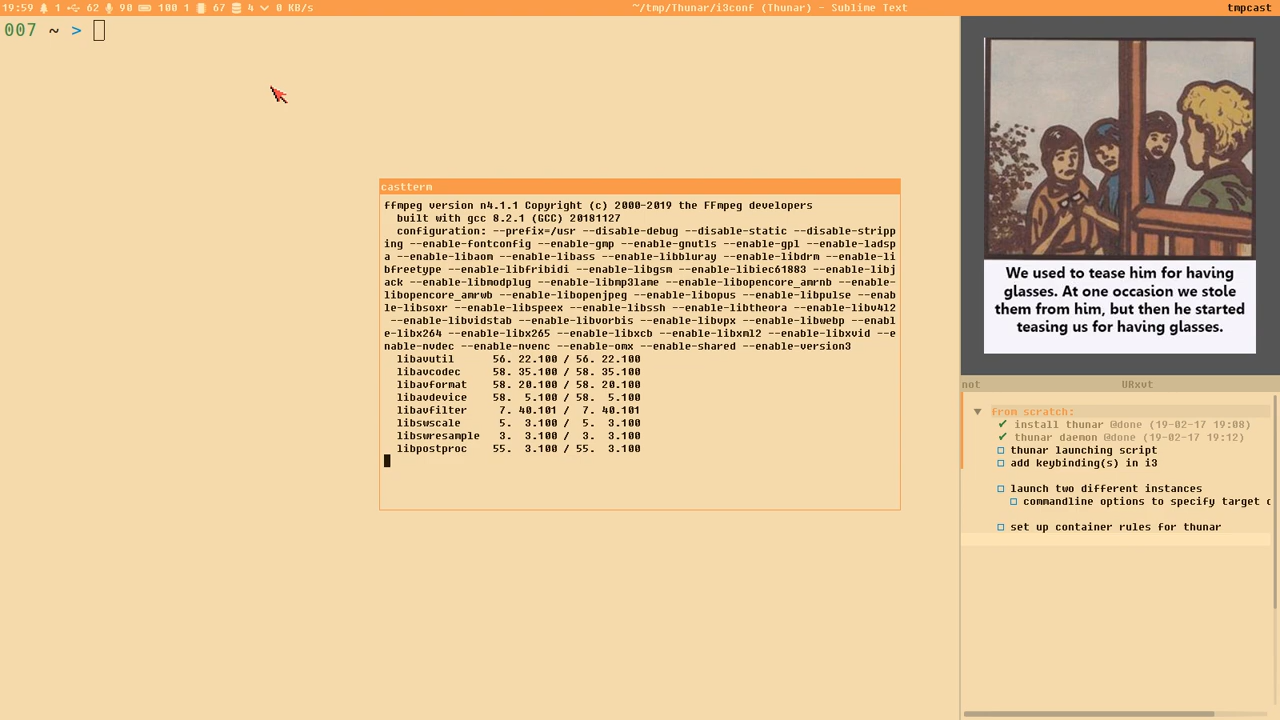 19:59 1 62 90 100 1 67 4 0 KB/s ~/tmp/Thunar/i3conf (Thunar) - Sublime Text tmpcast
007 ~ >
castterm
ffmpeg version n4.1.1 Copyright (c) 2000-2019 the FFmpeg developers
built with gcc 8.2.1 (GCC) 20181127
configuration: --prefix=/usr --disable-debug --disable-static --disable-stripp
ing --enable-fontconfig --enable-gmp --enable-gnutls --enable-gpl --enable-ladsp
a --enable-libaom --enable-libass --enable-libbluray --enable-libdrm --enable-li
bfreetype --enable-libfribidi --enable-libgsm --enable-libiec61883 --enable-libj
ack --enable-libmodplug --enable-libmp3lame --enable-libopencore_amrnb --enable-
libopencore_amrwb --enable-libopenjpeg --enable-libopus --enable-libpulse --enab
le-libsoxr --enable-libspeex --enable-libssh --enable-libtheora --enable-libv4l2
--enable-libvidstab --enable-libvorbis --enable-libvpx --enable-libwebp --enabl
e-libx264 --enable-libx265 --enable-libxcb --enable-libxml2 --enable-libxvid --e
nable-nvdec --enable-nvenc --enable-omx --enable-shared --enable-version3
libavutil 56. 22.100 / 56. 22.100
libavcodec 58. 35.100 / 58. 35.100
libavformat 58. 20.100 / 58. 20.100
libavdevice 58. 5.100 / 58. 5.100
libavfilter 7. 40.101 / 7. 40.101
libswscale 5. 3.100 / 5. 3.100
libswresample 3. 3.100 / 3. 3.100
libpostproc 55. 3.100 / 55. 3.100
We used to tease him for having
glasses. At one occasion we stole
them from him, but then he started
teasing us for having glasses.
not URxvt
from scratch:
✔ install thunar @done (19-02-17 19:08)
✔ thunar daemon @done (19-02-17 19:12)
thunar launching script
add keybinding(s) in i3
launch two different instances
commandline options to specify target
set up container rules for thunar